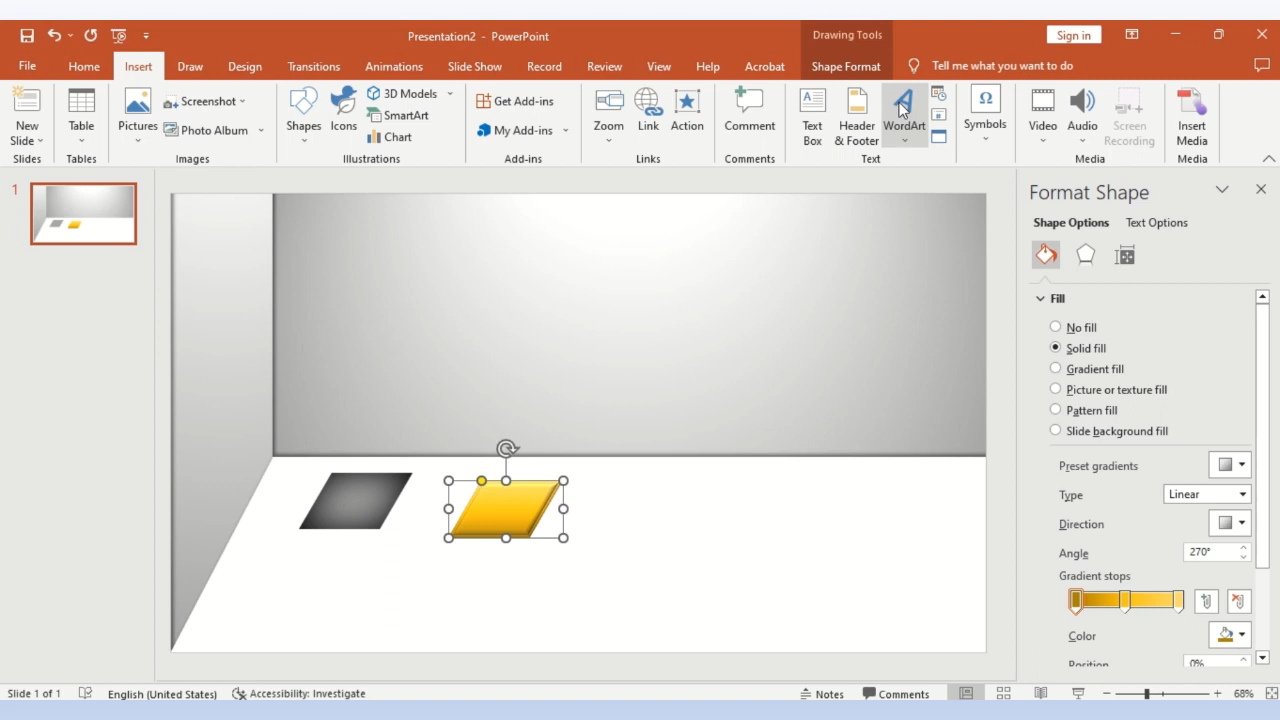 Presentation2 - PowerPoint
Drawing Tools
Sign in
File
Home
Insert
Draw
Design
Transitions
Animations
Slide Show
Record
Review
View
Help
Acrobat
Shape Format
Tell me what you want to do
New
Slide
Slides
Table
Tables
Pictures
Screenshot
Photo Album
Images
Shapes
Icons
3D Models
SmartArt
Chart
Illustrations
Get Add-ins
My Add-ins
Add-ins
Zoom
Link
Action
Links
Comment
Comments
Text
Box
Header
& Footer
WordArt
Text
Symbols
Video
Audio
Screen
Recording
Media
Insert
Media
Media
1
Format Shape
Shape Options
Text Options
Fill
No fill
Solid fill
Gradient fill
Picture or texture fill
Pattern fill
Slide background fill
Preset gradients
Type
Linear
Direction
Angle
270°
Gradient stops
Color
Position
0%
Slide 1 of 1
English (United States)
Accessibility: Investigate
Notes
Comments
68%